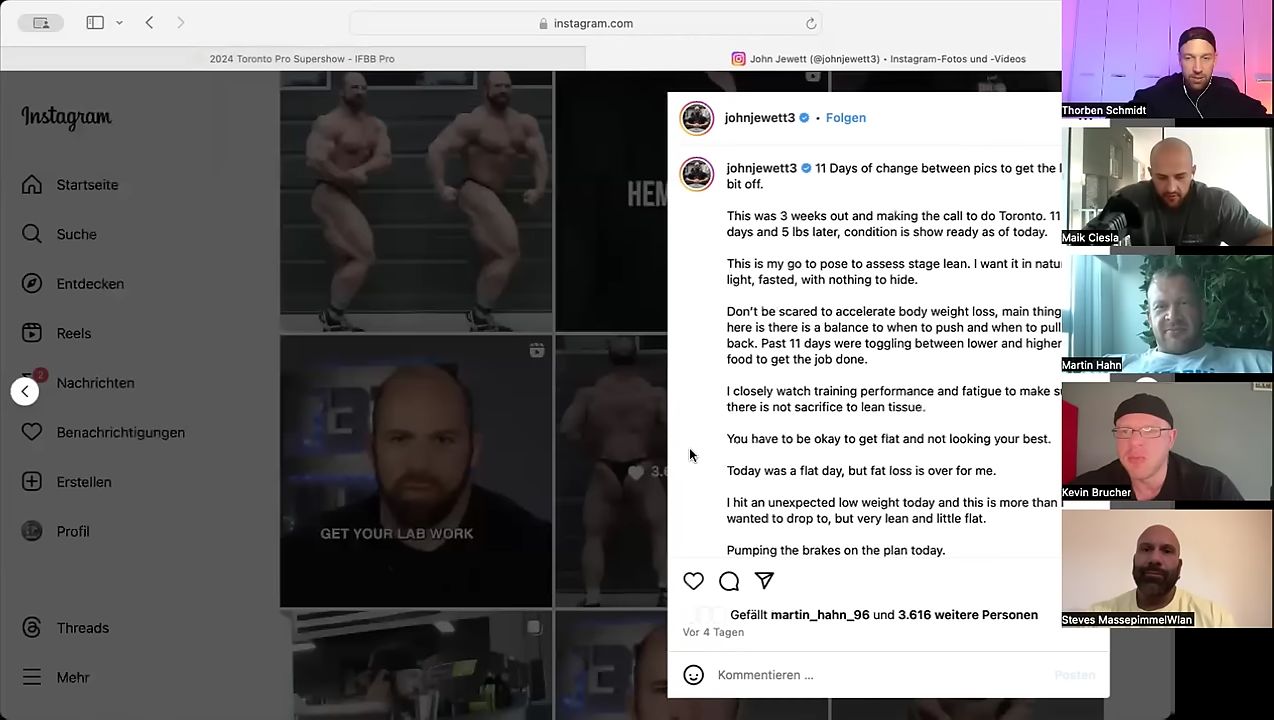 instagram.com
2024 Toronto Pro Supershow - IFBB Pro
John Jewett (@johnjewett3) • Instagram-Fotos und -Videos
Instagram
Startseite
Suche
Entdecken
Reels
2
Nachrichten
Benachrichtigungen
Erstellen
Profil
Threads
Mehr
HEM
GET YOUR LAB WORK
3.6
johnjewett3 • Folgen
johnjewett3 11 Days of change between pics to get the
bit off.
This was 3 weeks out and making the call to do Toronto. 11
days and 5 lbs later, condition is show ready as of today.
This is my go to pose to assess stage lean. I want it in natu
light, fasted, with nothing to hide.
Don't be scared to accelerate body weight loss, main thing
here is there is a balance to when to push and when to pull
back. Past 11 days were toggling between lower and higher
food to get the job done.
I closely watch training performance and fatigue to make s
there is not sacrifice to lean tissue.
You have to be okay to get flat and not looking your best.
Today was a flat day, but fat loss is over for me.
I hit an unexpected low weight today and this is more than
wanted to drop to, but very lean and little flat.
Pumping the brakes on the plan today.
Gefällt martin_hahn_96 und 3.616 weitere Personen
Vor 4 Tagen
Kommentieren ...
Posten
Thorben Schmidt
Maik Ciesla
Martin Hahn
Kevin Brucher
Steves MassepimmelWlan